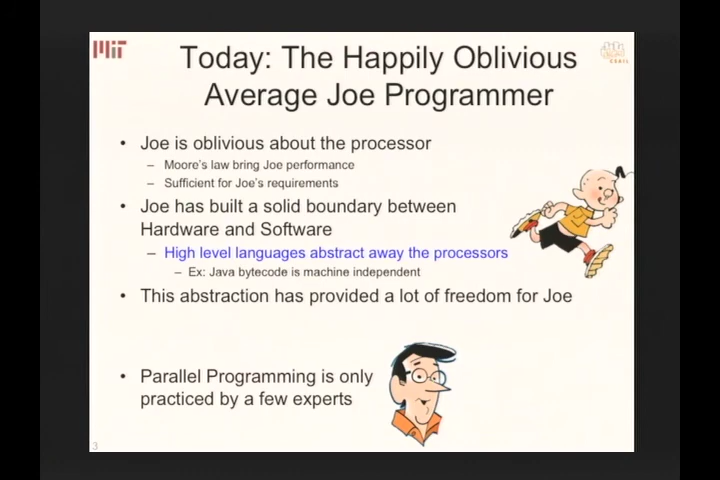 MIT
CSAIL
Today: The Happily Oblivious
Average Joe Programmer
• Joe is oblivious about the processor
– Moore's law bring Joe performance
– Sufficient for Joe's requirements
• Joe has built a solid boundary between
Hardware and Software
– High level languages abstract away the processors
– Ex: Java bytecode is machine independent
• This abstraction has provided a lot of freedom for Joe
• Parallel Programming is only
practiced by a few experts
3